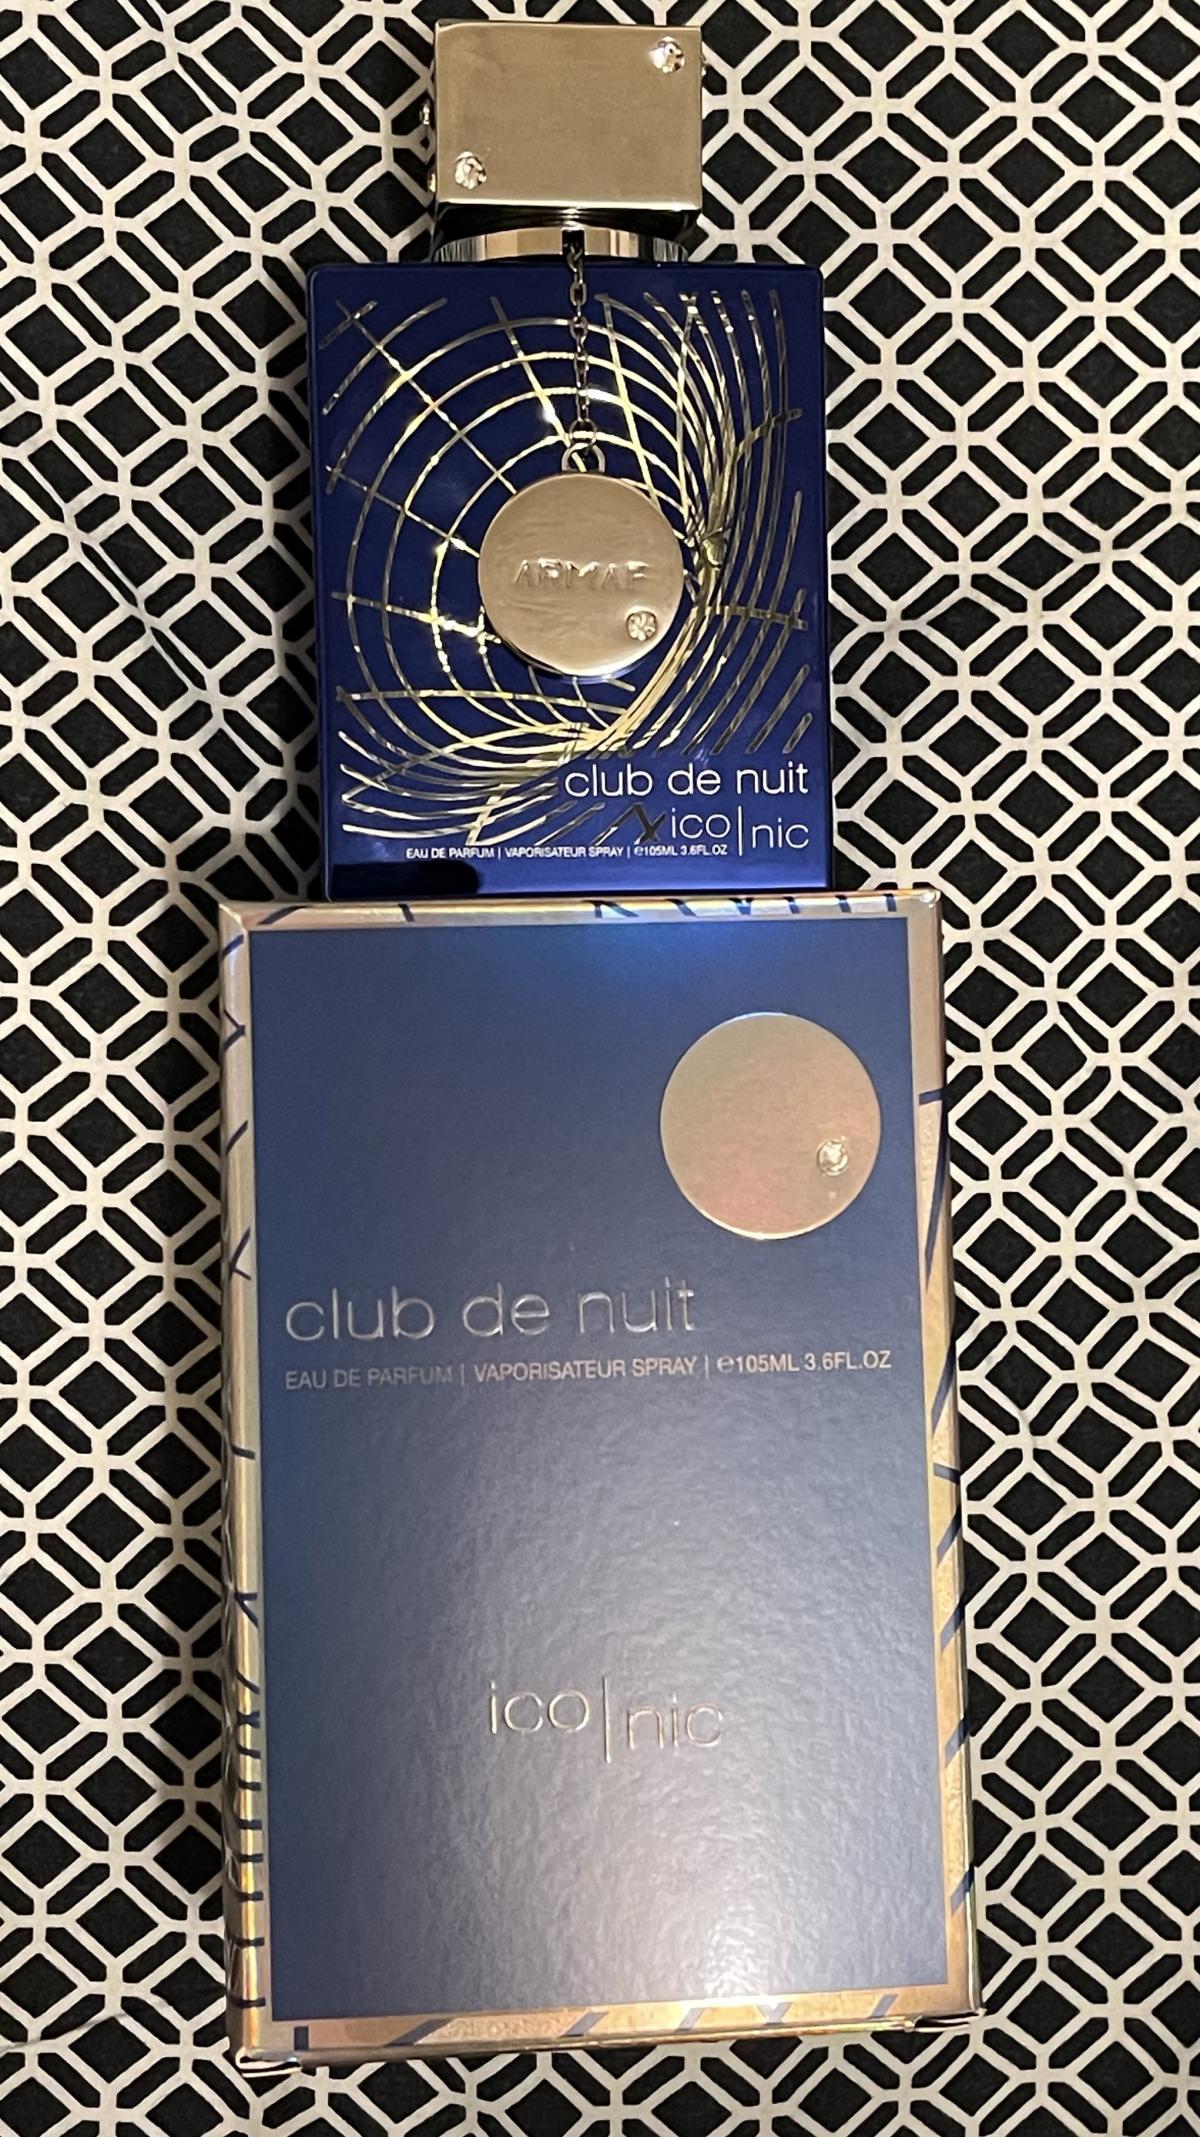 ARMAF
club de nuit
ico|nic
EAU DE PARFUM | VAPORISATEUR SPRAY | ℮105ML 3.6FL.OZ
club de nuit
EAU DE PARFUM | VAPORISATEUR SPRAY | ℮105ML 3.6FL.OZ
ico|nic